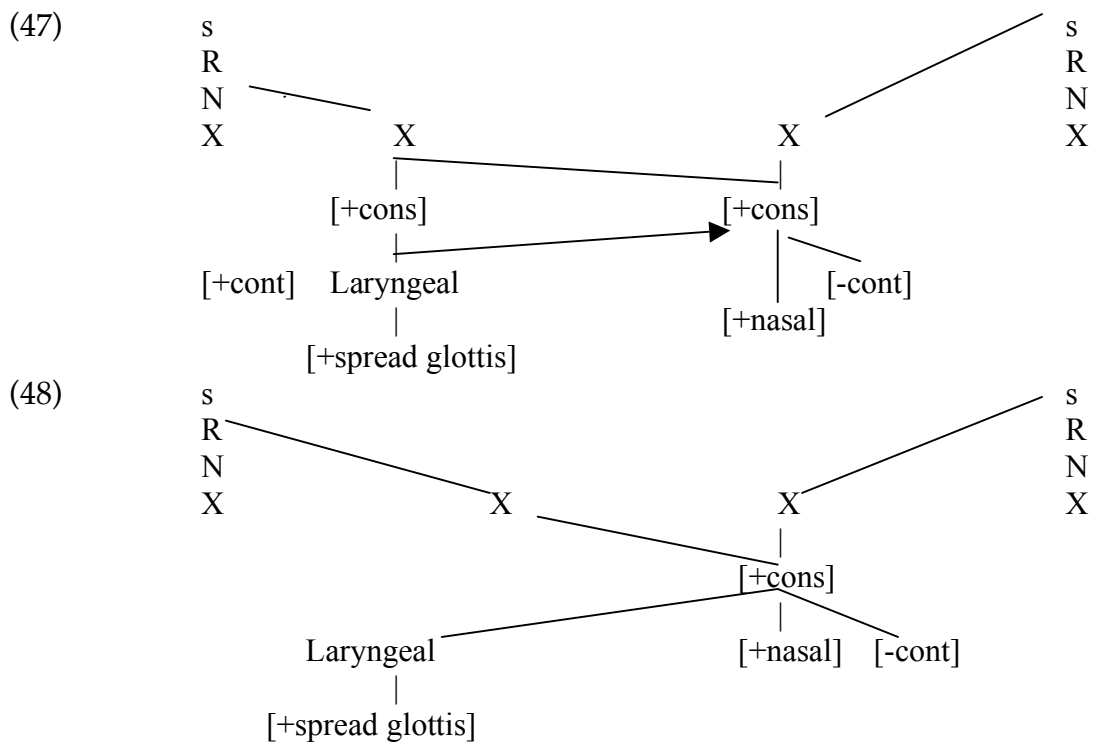 (47) s s
R R
N N
X X X X
[+cons] [+cons]
[+cont] Laryngeal [-cont]
[+nasal]
[+spread glottis]
(48) s s
R R
N N
X X X X
[+cons]
Laryngeal [+nasal] [-cont]
[+spread glottis]